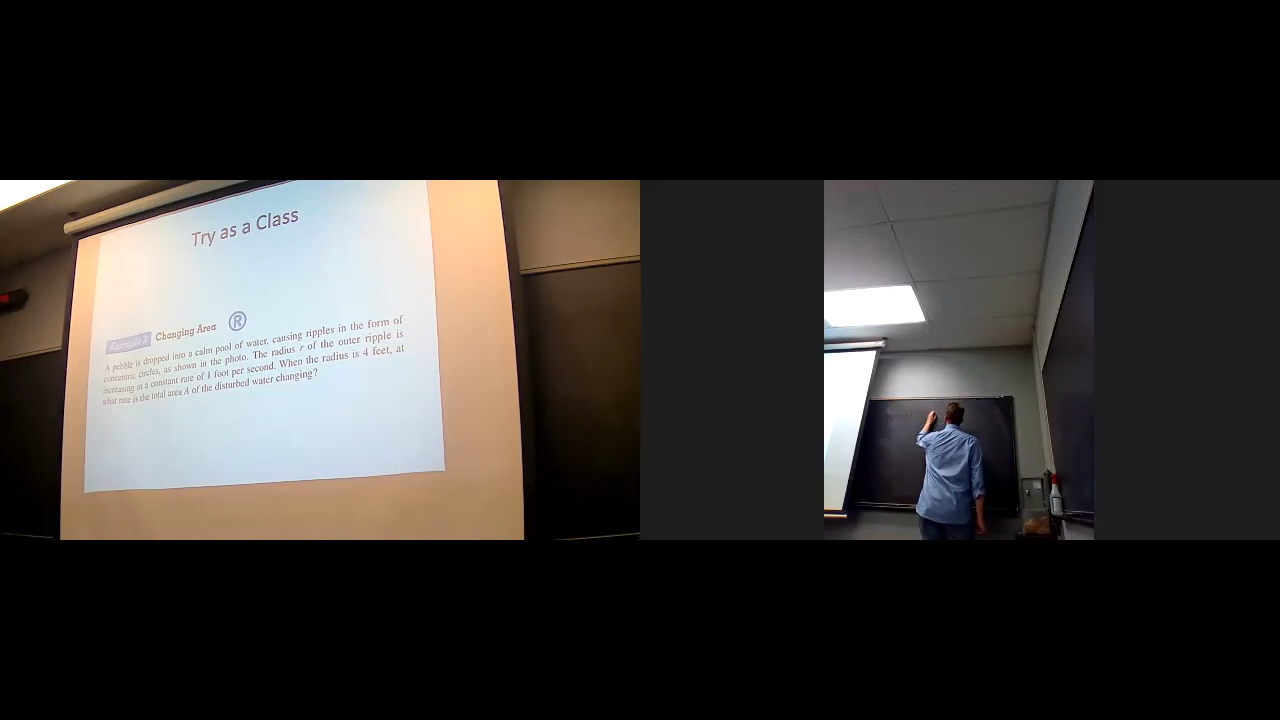 Try as a Class
Example 2 Changing Area ®
A pebble is dropped into a calm pool of water, causing ripples in the form of
concentric circles, as shown in the photo. The radius r of the outer ripple is
increasing at a constant rate of 1 foot per second. When the radius is 4 feet, at
what rate is the total area A of the disturbed water changing?